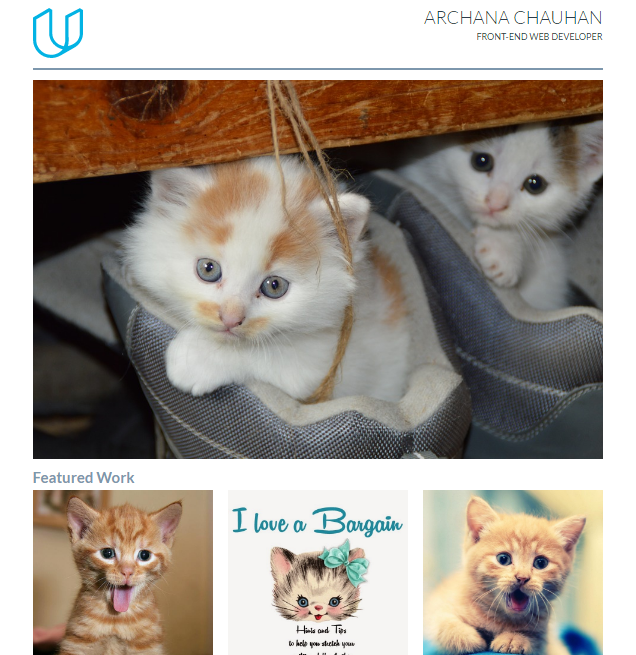 ARCHANA CHAUHAN
FRONT-END WEB DEVELOPER
Featured Work
I love a Bargain
Hints and Tips
to help you stretch your